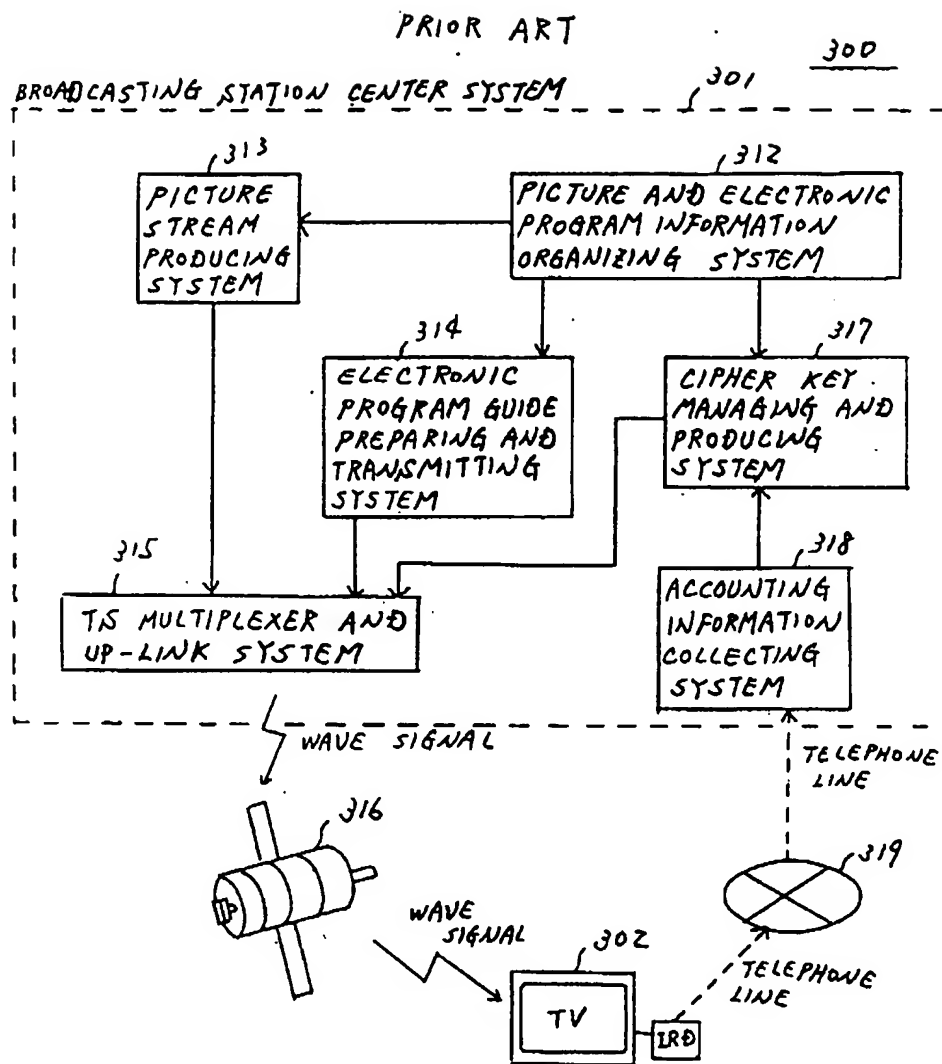 PRIOR ART
300
BROADCASTING STATION CENTER SYSTEM
301
313
PICTURE
STREAM
PRODUCING
SYSTEM
312
PICTURE AND ELECTRONIC
PROGRAM INFORMATION
ORGANIZING SYSTEM
314
ELECTRONIC
PROGRAM GUIDE
PREPARING AND
TRANSMITTING
SYSTEM
317
CIPHER KEY
MANAGING AND
PRODUCING
SYSTEM
315
TS MULTIPLEXER AND
UP-LINK SYSTEM
318
ACCOUNTING
INFORMATION
COLLECTING
SYSTEM
WAVE SIGNAL
TELEPHONE
LINE
316
319
WAVE
SIGNAL
302
TV
IRD
TELEPHONE
LINE